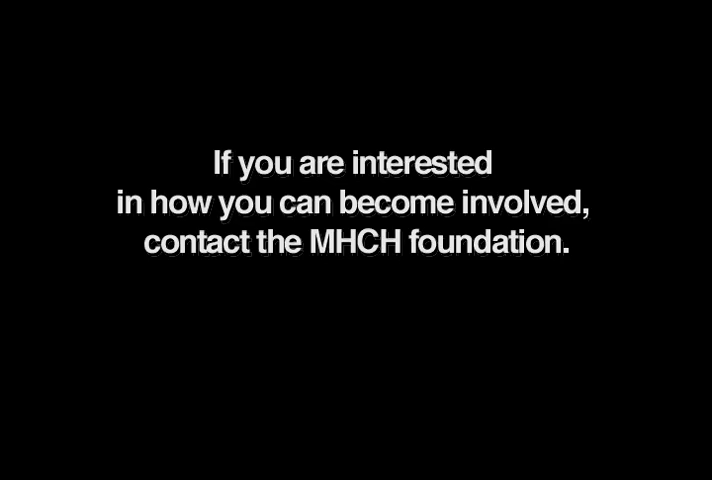 If you are interested
in how you can become involved,
contact the MHCH foundation.